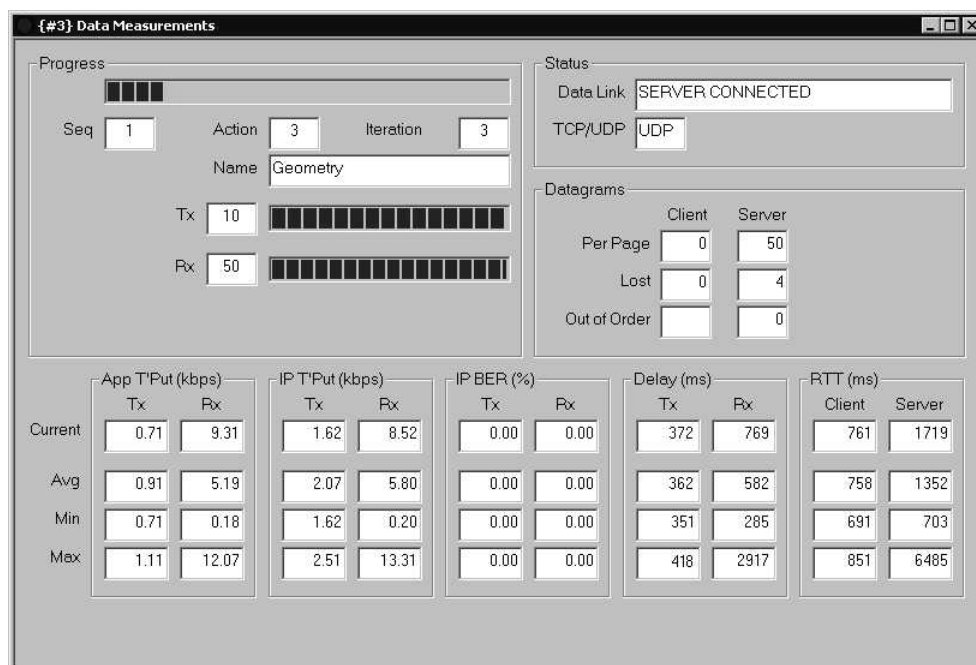 {#3} Data Measurements
Progress
Seq 1 Action 3 Iteration 3
Name Geometry
Tx 10
Rx 50
Status
Data Link SERVER CONNECTED
TCP/UDP UDP
Datagrams
Client Server
Per Page 0 50
Lost 0 4
Out of Order 0
App T'Put (kbps) IP T'Put (kbps) IP BER (%) Delay (ms) RTT (ms)
Tx Rx Tx Rx Tx Rx Tx Rx Client Server
Current 0.71 9.31 1.62 8.52 0.00 0.00 372 769 761 1719
Avg 0.91 5.19 2.07 5.80 0.00 0.00 362 582 758 1352
Min 0.71 0.18 1.62 0.20 0.00 0.00 351 285 691 703
Max 1.11 12.07 2.51 13.31 0.00 0.00 418 2917 851 6485